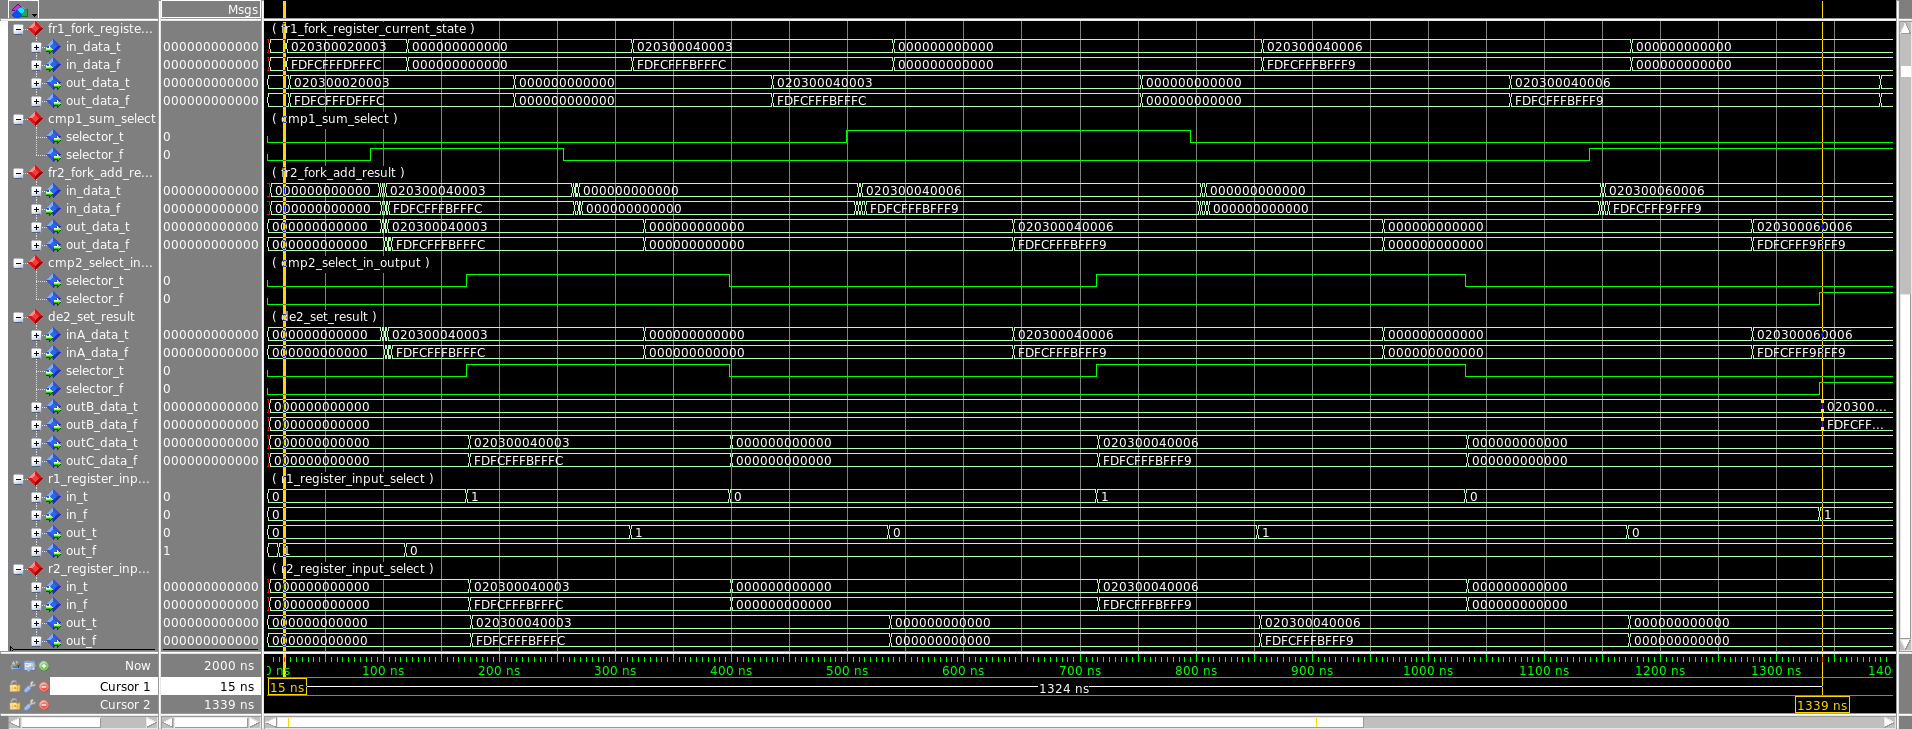 Msgs
fr1_fork_registe... ( fr1_fork_register_current_state )
in_data_t 000000000000 020300020003 000000000000 020300040003 000000000000 020300040006 000000000000
in_data_f 000000000000 FDFCFFFDFFFC 000000000000 FDFCFFFBFFFC 000000000000 FDFCFFFBFFF9 000000000000
out_data_t 000000000000 020300020003 000000000000 020300040003 000000000000 020300040006
out_data_f 000000000000 FDFCFFFDFFFC 000000000000 FDFCFFFBFFFC 000000000000 FDFCFFFBFFF9
cmp1_sum_select ( cmp1_sum_select )
selector_t 0
selector_f 0
fr2_fork_add_re... ( fr2_fork_add_result )
in_data_t 000000000000 000000000000 020300040003 000000000000 020300040006 000000000000 020300060006
in_data_f 000000000000 000000000000 FDFCFFFBFFFC 000000000000 FDFCFFFBFFF9 000000000000 FDFCFFF9FFF9
out_data_t 000000000000 000000000000 020300040003 000000000000 020300040006 000000000000 020300060006
out_data_f 000000000000 000000000000 FDFCFFFBFFFC 000000000000 FDFCFFFBFFF9 000000000000 FDFCFFF9FFF9
cmp2_select_in... ( cmp2_select_in_output )
selector_t 0
selector_f 0
de2_set_result ( de2_set_result )
inA_data_t 000000000000 000000000000 020300040003 000000000000 020300040006 000000000000 020300060006
inA_data_f 000000000000 000000000000 FDFCFFFBFFFC 000000000000 FDFCFFFBFFF9 000000000000 FDFCFFF9FFF9
selector_t 0
selector_f 0
outB_data_t 000000000000 000000000000 020300...
outB_data_f 000000000000 000000000000 FDFCFF...
outC_data_t 000000000000 000000000000 020300040003 000000000000 020300040006 000000000000
outC_data_f 000000000000 000000000000 FDFCFFFBFFFC 000000000000 FDFCFFFBFFF9 000000000000
r1_register_inp... ( r1_register_input_select )
in_t 0 0 1 0 1 0
in_f 0 0 1
out_t 0 0 1 0 1 0
out_f 1 1 0
r2_register_inp... ( r2_register_input_select )
in_t 000000000000 000000000000 020300040003 000000000000 020300040006 000000000000
in_f 000000000000 000000000000 FDFCFFFBFFFC 000000000000 FDFCFFFBFFF9 000000000000
out_t 000000000000 000000000000 020300040003 000000000000 020300040006 000000000000
out_f 000000000000 000000000000 FDFCFFFBFFFC 000000000000 FDFCFFFBFFF9 000000000000
Now 2000 ns 0 ns 100 ns 200 ns 300 ns 400 ns 500 ns 600 ns 700 ns 800 ns 900 ns 1000 ns 1100 ns 1200 ns 1300 ns 140
Cursor 1 15 ns 15 ns 1324 ns
Cursor 2 1339 ns 1339 ns